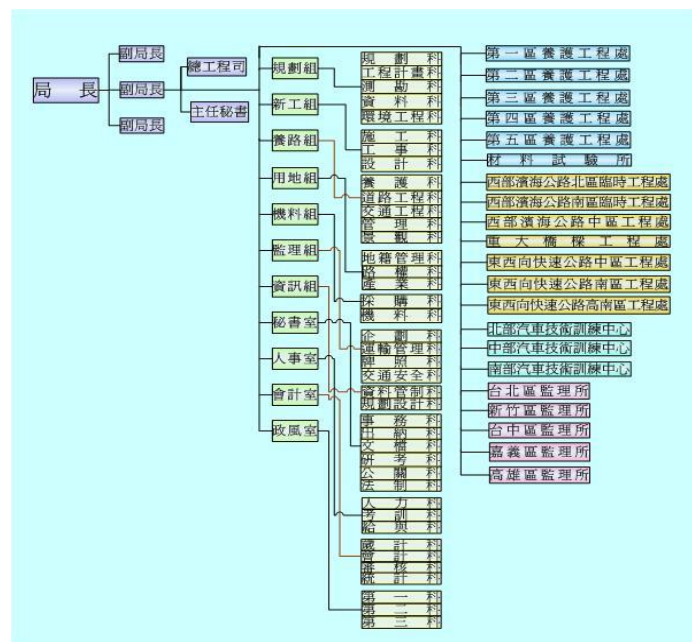 局長
副局長
副局長
副局長
總工程司
主任秘書
規劃組
新工組
養路組
用地組
機料組
監理組
資訊組
秘書室
人事室
會計室
政風室
規劃科
工程計畫科
測勘科
資料科
環境工程科
施工科
工事科
設計科
養護科
道路工程科
交通工程科
管理科
景觀科
地籍管理科
路權科
產業科
採購科
機料科
企劃科
運輸管理科
牌照科
交通安全科
資料管制科
規劃設計科
事務科
出納科
文檔科
研考科
公關科
法制科
人力科
考訓科
給與科
歲計科
會計科
審核科
統計科
第一科
第二科
第三科
第一區養護工程處
第二區養護工程處
第三區養護工程處
第四區養護工程處
第五區養護工程處
材料試驗所
西部濱海公路北區臨時工程處
西部濱海公路南區臨時工程處
西部濱海公路中區工程處
重大橋樑工程處
東西向快速公路中區工程處
東西向快速公路南區工程處
東西向快速公路高南區工程處
北部汽車技術訓練中心
中部汽車技術訓練中心
南部汽車技術訓練中心
台北區監理所
新竹區監理所
台中區監理所
嘉義區監理所
高雄區監理所